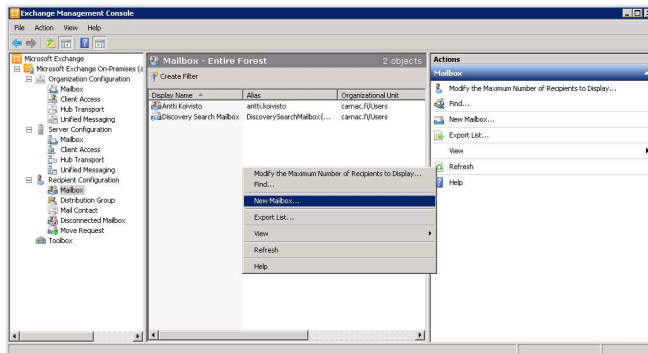 Exchange Management Console
File Action View Help
Microsoft Exchange
Microsoft Exchange On-Premises (
Organization Configuration
Mailbox
Client Access
Hub Transport
Unified Messaging
Server Configuration
Mailbox
Client Access
Hub Transport
Unified Messaging
Recipient Configuration
Mailbox
Distribution Group
Mail Contact
Disconnected Mailbox
Move Request
Toolbox
Mailbox - Entire Forest 2 objects
Create Filter
Display Name Alias Organizational Unit
Antti Koivisto antti.koivisto carnac.fi/Users
Discovery Search Mailbox DiscoverySearchMailbox{... carnac.fi/Users
Modify the Maximum Number of Recipients to Display...
Find...
New Mailbox...
Export List...
View
Refresh
Help
Actions
Mailbox
Modify the Maximum Number of Recipients to Display...
Find...
New Mailbox...
Export List...
View
Refresh
Help